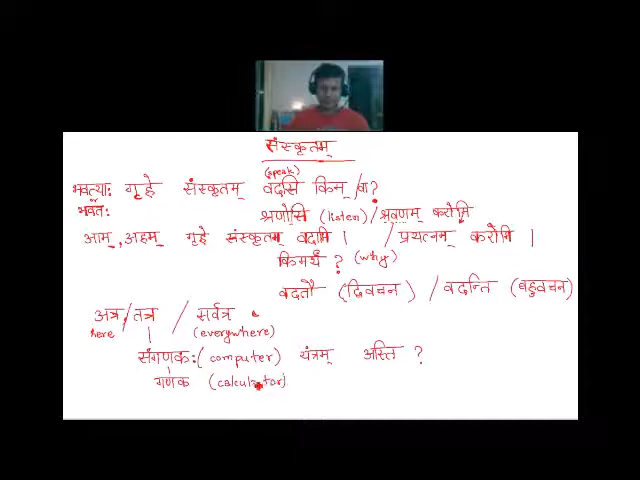 संस्कृतम्
(speak)
भवत्याः गृहे संस्कृतम् वदसि किम् /वा?
भवतः
श्रणोसि (listen) / श्रवणम् करोमि
आम्, अहम् गृहे संस्कृतम् वदामि । / प्रयत्नम् करोमि ।
किमर्थं ? (why)
वदतौ (द्विवचन) / वदन्ति (बहुवचन)
अत्र / तत्र / सर्वत्र
here (everywhere)
संगणकः (computer) यंत्रम् अस्ति ?
गणक (calculator)